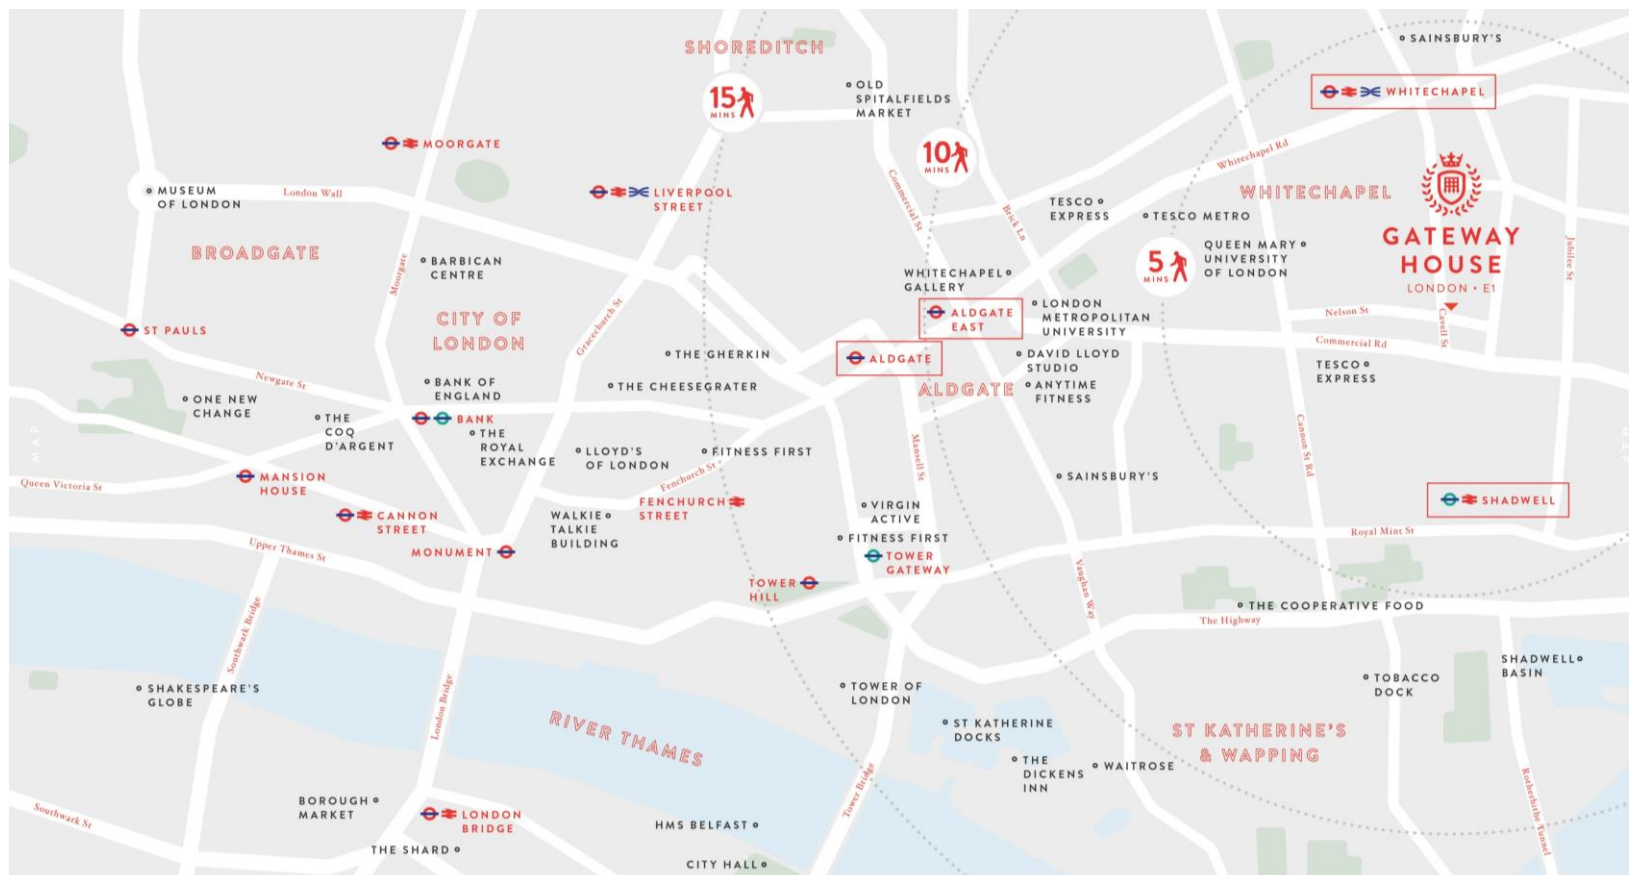 SHOREDITCH
SAINSBURY'S
15
MINS
OLD
SPITALFIELDS
MARKET
WHITECHAPEL
MOORGATE
10
MINS
Whitechapel Rd
MUSEUM
OF LONDON
London Wall
LIVERPOOL
STREET
Commercial St
Brick Ln
TESCO
EXPRESS
TESCO METRO
WHITECHAPEL
GATEWAY
HOUSE
LONDON • E1
BROADGATE
Moorgate
BARBICAN
CENTRE
5
MINS
QUEEN MARY
UNIVERSITY
OF LONDON
Jubilee St
WHITECHAPEL
GALLERY
ST PAULS
CITY OF
LONDON
Gracechurch St
ALDGATE
EAST
LONDON
METROPOLITAN
UNIVERSITY
Nelson St
Cavell St
Commercial Rd
THE GHERKIN
ALDGATE
DAVID LLOYD
STUDIO
TESCO
EXPRESS
Newgate St
BANK OF
ENGLAND
THE CHEESEGRATER
ALDGATE
ANYTIME
FITNESS
ONE NEW
CHANGE
THE
COQ
D'ARGENT
BANK
THE
ROYAL
EXCHANGE
LLOYD'S
OF LONDON
FITNESS FIRST
Mansell St
Cannon St Rd
MAP
Queen Victoria St
MANSION
HOUSE
Fenchurch St
SAINSBURY'S
FENCHURCH
STREET
SHADWELL
CANNON
STREET
WALKIE
TALKIE
BUILDING
VIRGIN
ACTIVE
Royal Mint St
Upper Thames St
MONUMENT
FITNESS FIRST
TOWER
GATEWAY
TOWER
HILL
Vaughan Way
THE COOPERATIVE FOOD
The Highway
Southwark Bridge
SHAKESPEARE'S
GLOBE
London Bridge
RIVER THAMES
TOWER OF
LONDON
ST KATHERINE
DOCKS
TOBACCO
DOCK
SHADWELL
BASIN
ST KATHERINE'S
& WAPPING
THE
DICKENS
INN
WAITROSE
Tower Bridge
Rotherhithe Tunnel
Southwark St
BOROUGH
MARKET
LONDON
BRIDGE
HMS BELFAST
THE SHARD
CITY HALL